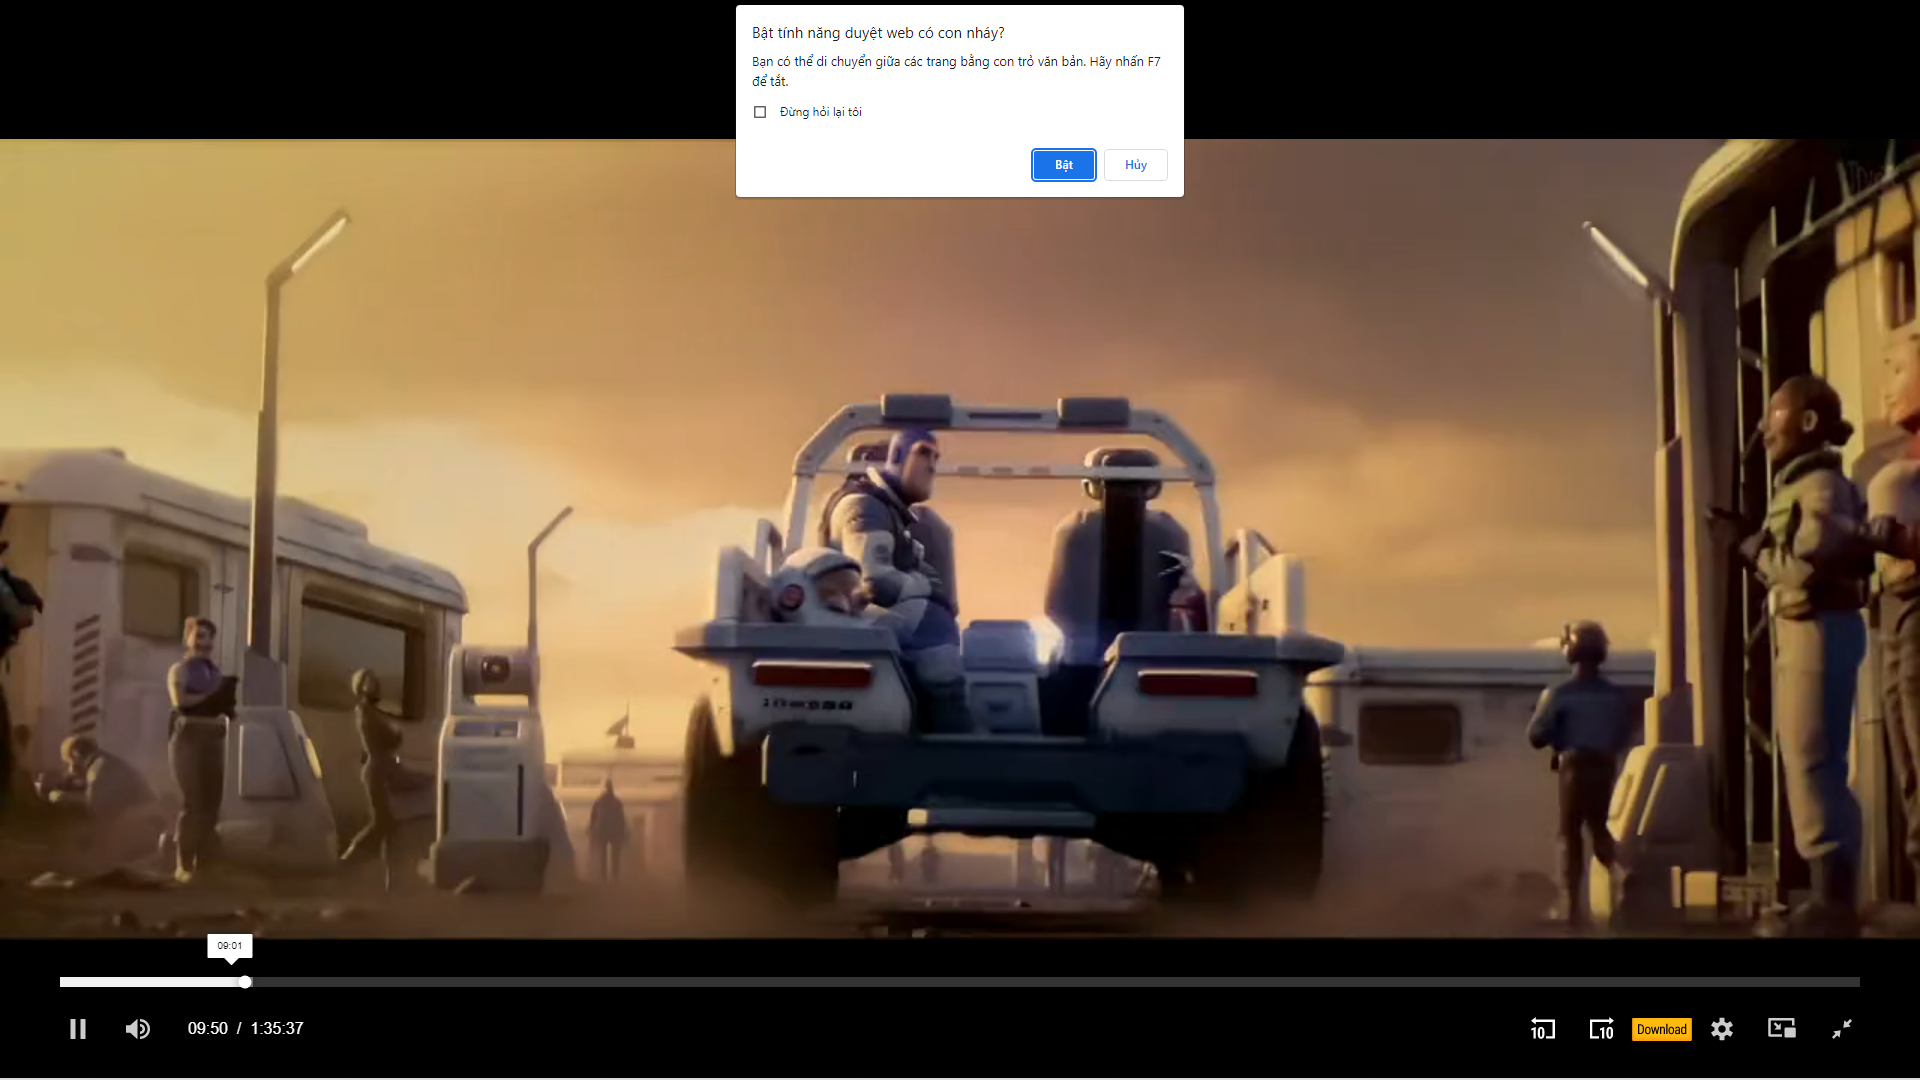 Bật tính năng duyệt web có con nháy?
Bạn có thể di chuyển giữa các trang bằng con trỏ văn bản. Hãy nhấn F7
để tắt.
Đừng hỏi lại tôi
Bật
Hủy
09:01
09:50 / 1:35:37
10
10
Download